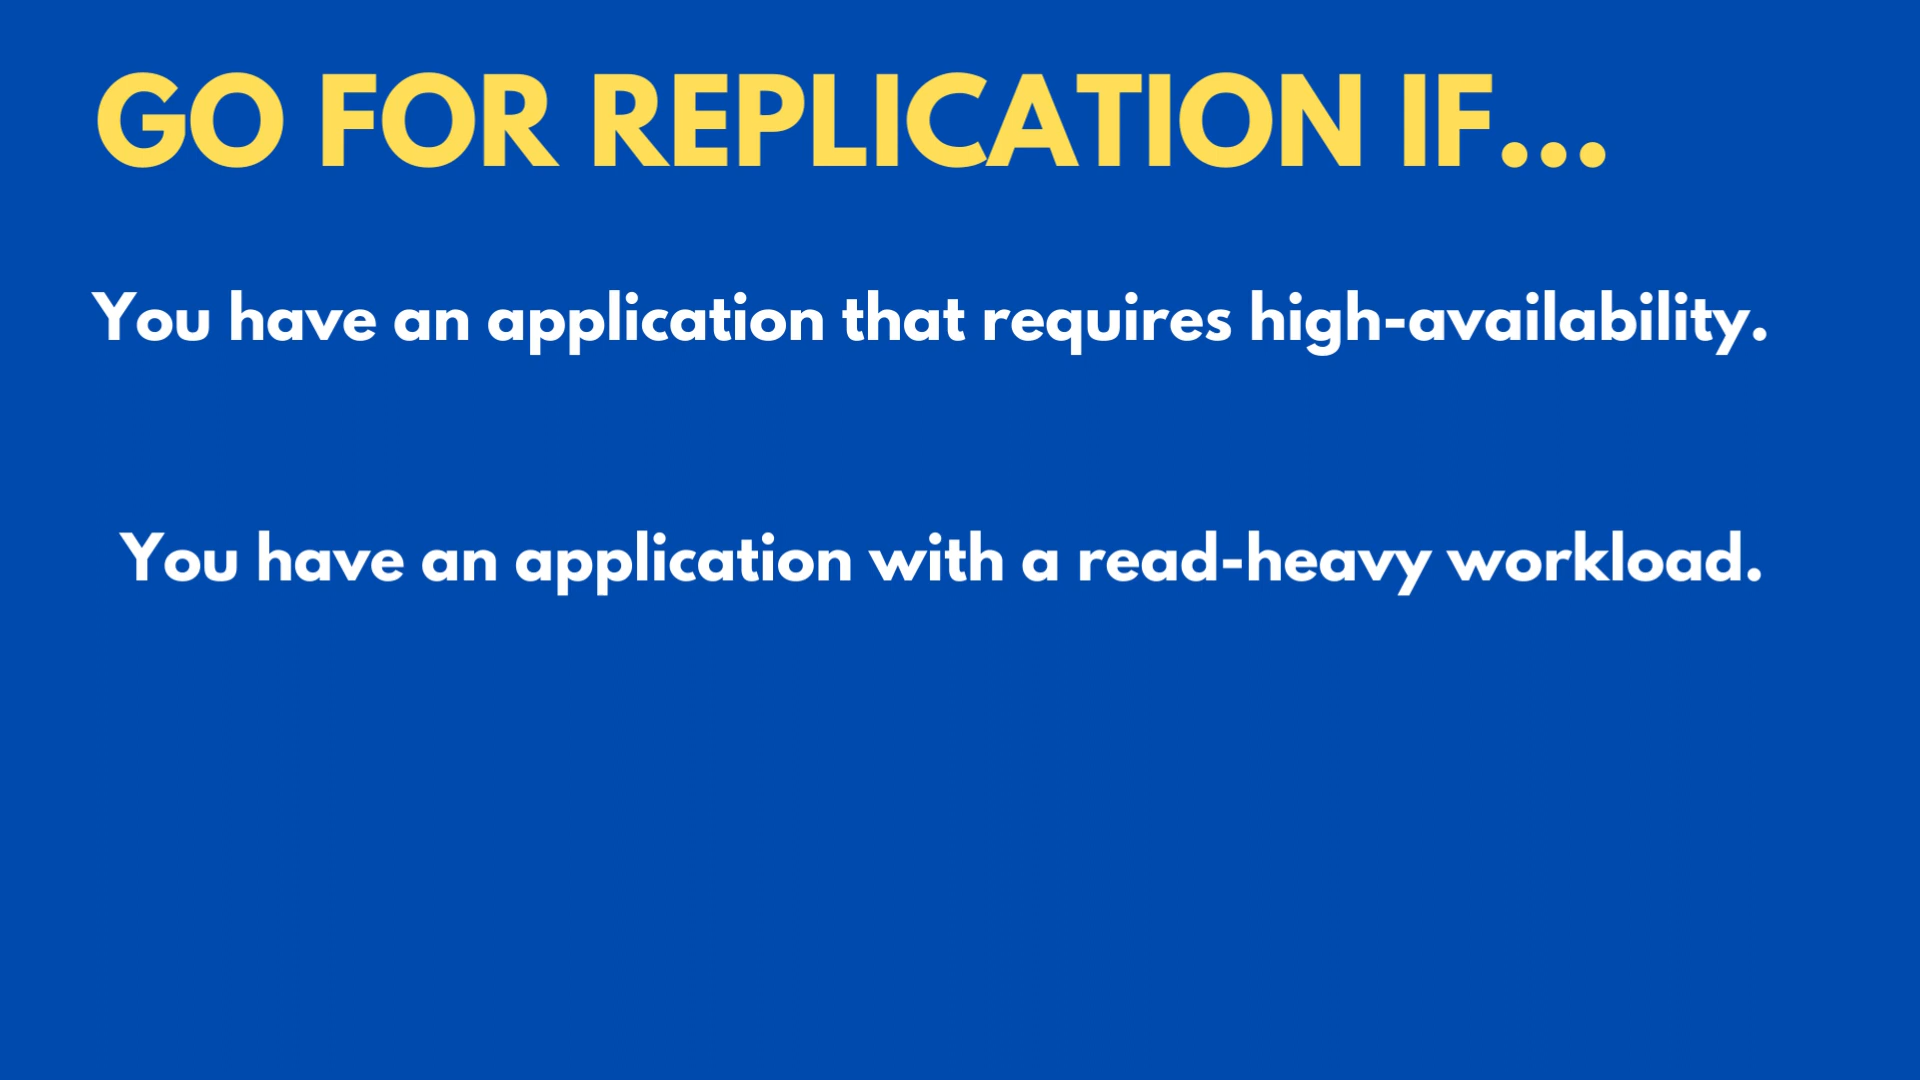 GO FOR REPLICATION IF...
You have an application that requires high-availability.
You have an application with a read-heavy workload.